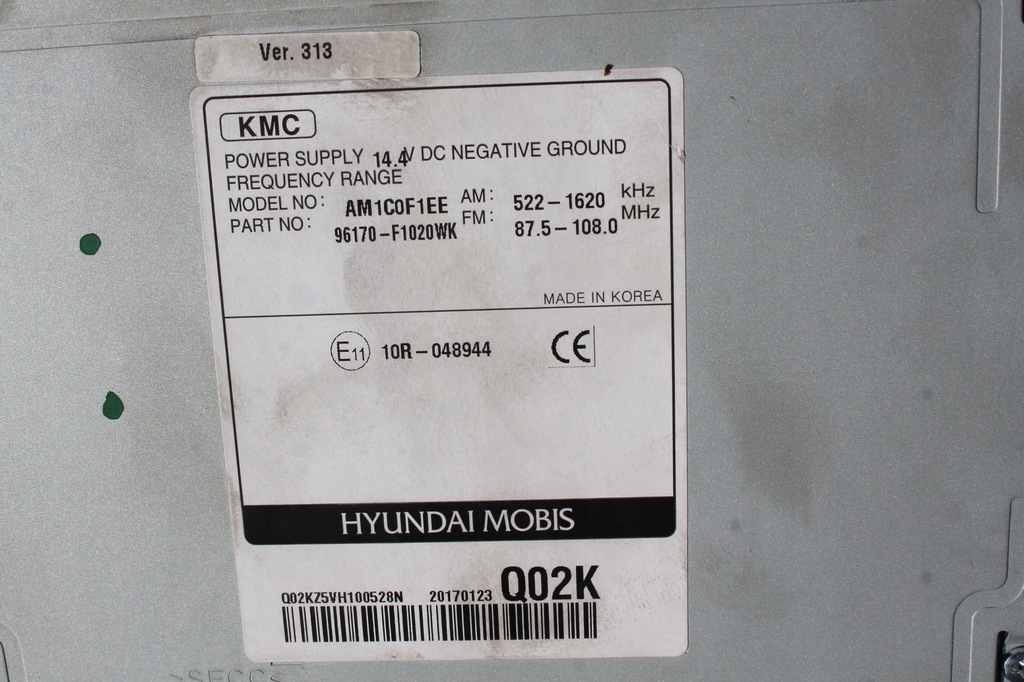 Ver. 313
KMC
POWER SUPPLY 14.4V DC NEGATIVE GROUND
FREQUENCY RANGE
MODEL NO: AM1C0F1EE AM: 522-1620 kHz
PART NO: 96170-F1020WK FM: 87.5-108.0 MHz
MADE IN KOREA
E11 10R-048944 CE
HYUNDAI MOBIS
Q02KZ5VH100528N 20170123 Q02K
>SECC<